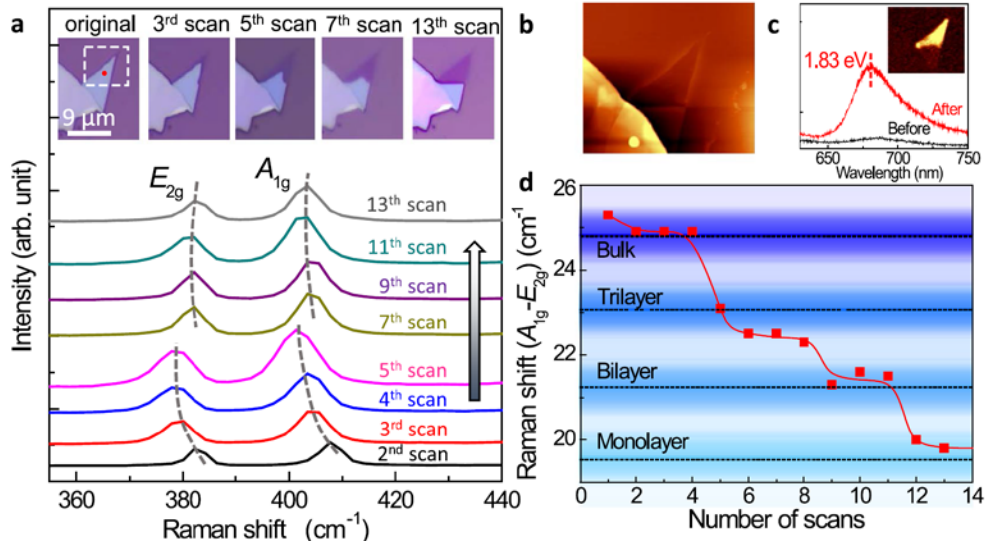 a
original 3rd scan 5th scan 7th scan 13th scan
9 μm
E2g A1g
13th scan
11th scan
9th scan
7th scan
5th scan
4th scan
3rd scan
2nd scan
Intensity (arb. unit)
360 380 400 420 440
Raman shift (cm-1)
b
c
1.83 eV
After
Before
650 700 750
Wavelength (nm)
d
26
24
22
20
Bulk
Trilayer
Bilayer
Monolayer
Raman shift (A1g-E2g) (cm-1)
0 2 4 6 8 10 12 14
Number of scans